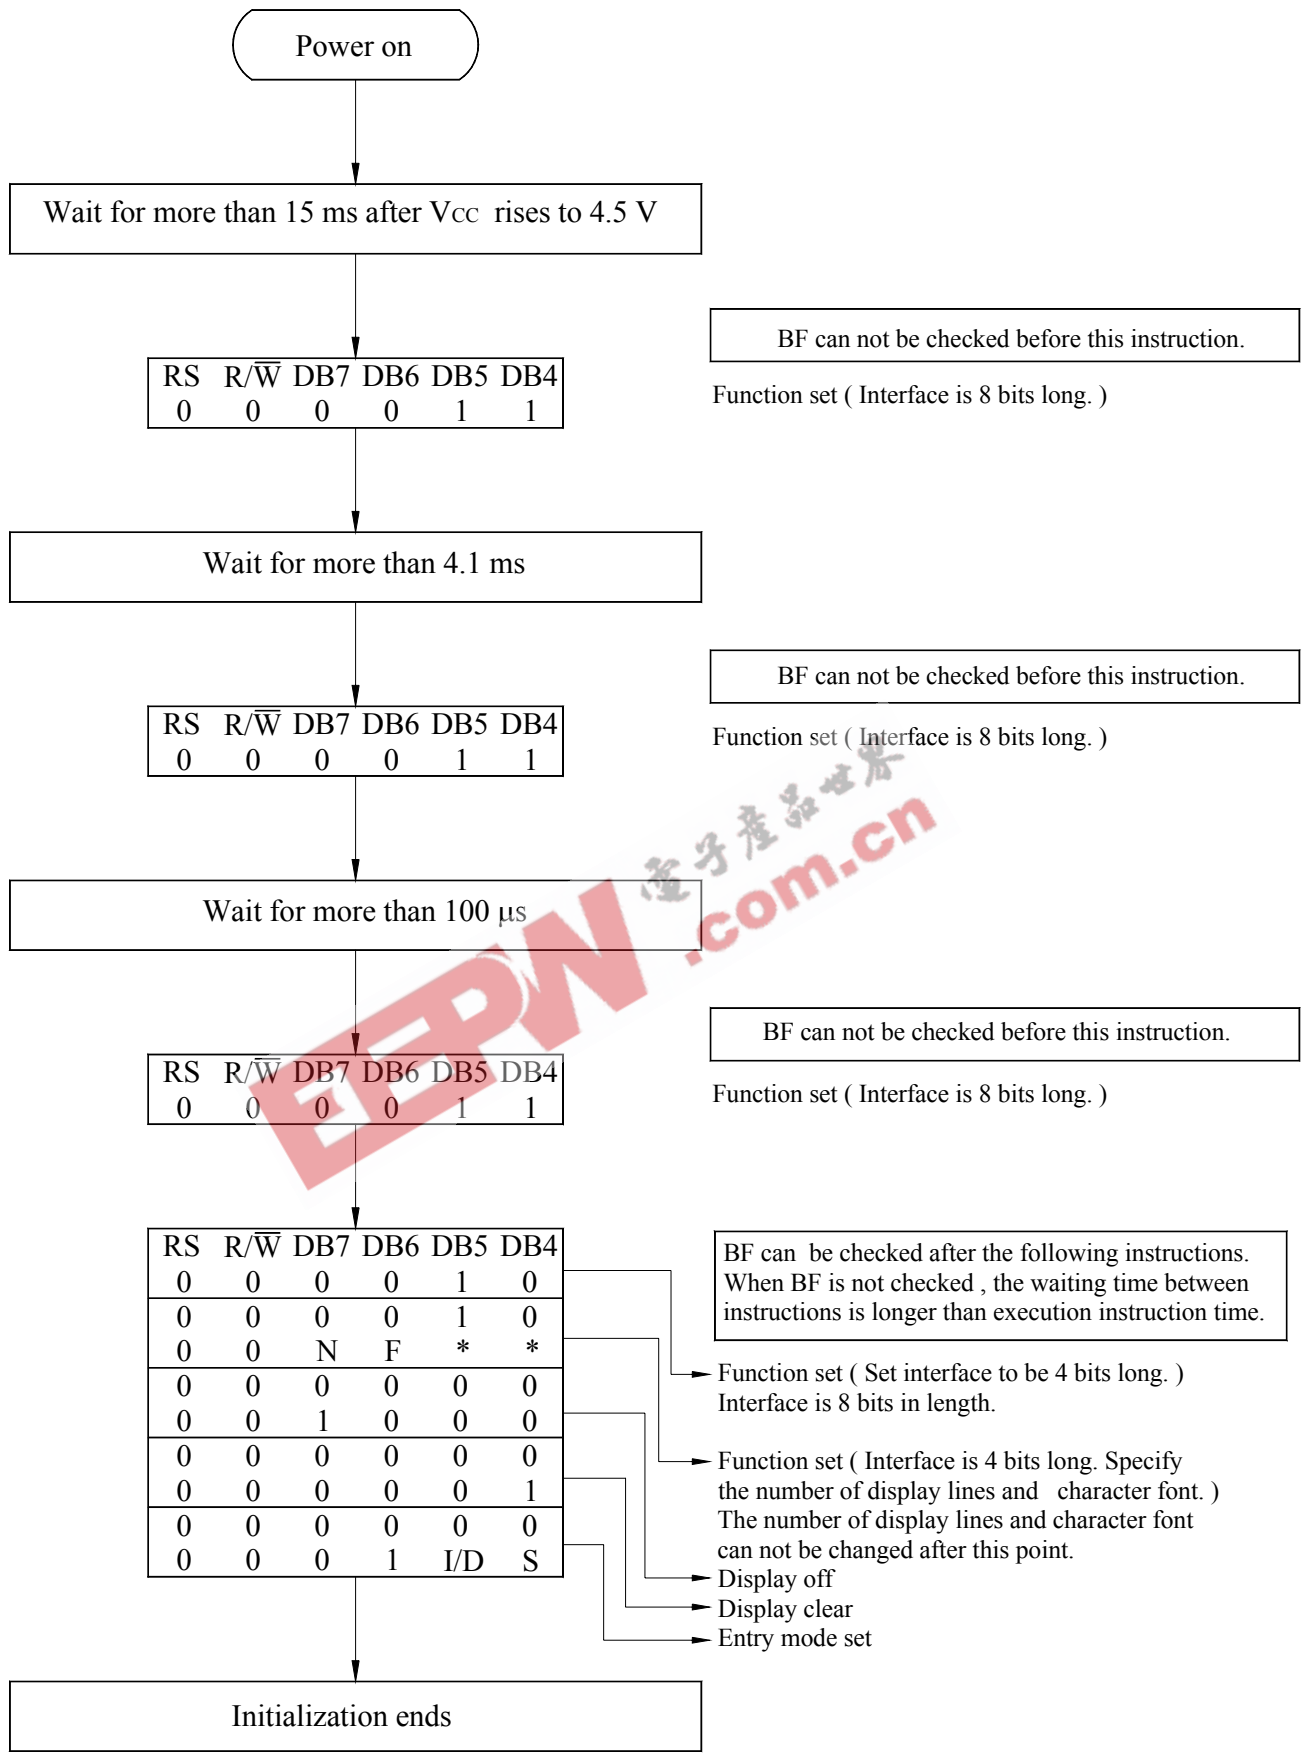 Power on
Wait for more than 15 ms after VCC rises to 4.5 V
BF can not be checked before this instruction.
RS R/W̅ DB7 DB6 DB5 DB4
0 0 0 0 1 1
Function set ( Interface is 8 bits long. )
Wait for more than 4.1 ms
BF can not be checked before this instruction.
RS R/W̅ DB7 DB6 DB5 DB4
0 0 0 0 1 1
Function set ( Interface is 8 bits long. )
電子產品世界
.com.cn
EEPW
Wait for more than 100 μs
BF can not be checked before this instruction.
RS R/W̅ DB7 DB6 DB5 DB4
0 0 0 0 1 1
Function set ( Interface is 8 bits long. )
RS R/W̅ DB7 DB6 DB5 DB4
0 0 0 0 1 0
0 0 0 0 1 0
0 0 N F * *
0 0 0 0 0 0
0 0 1 0 0 0
0 0 0 0 0 0
0 0 0 0 0 1
0 0 0 0 0 0
0 0 0 1 I/D S
BF can be checked after the following instructions.
When BF is not checked , the waiting time between
instructions is longer than execution instruction time.
Function set ( Set interface to be 4 bits long. )
Interface is 8 bits in length.
Function set ( Interface is 4 bits long. Specify
the number of display lines and character font. )
The number of display lines and character font
can not be changed after this point.
Display off
Display clear
Entry mode set
Initialization ends